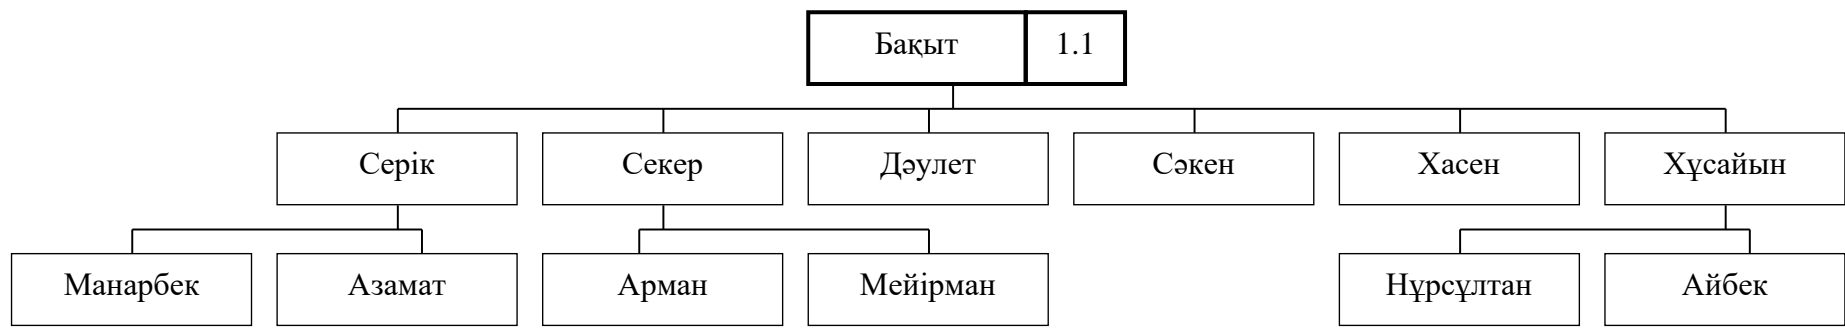 Бақыт 1.1
Серік Секер Дәулет Сәкен Хасен Хұсайын
Манарбек Азамат Арман Мейірман Нұрсұлтан Айбек